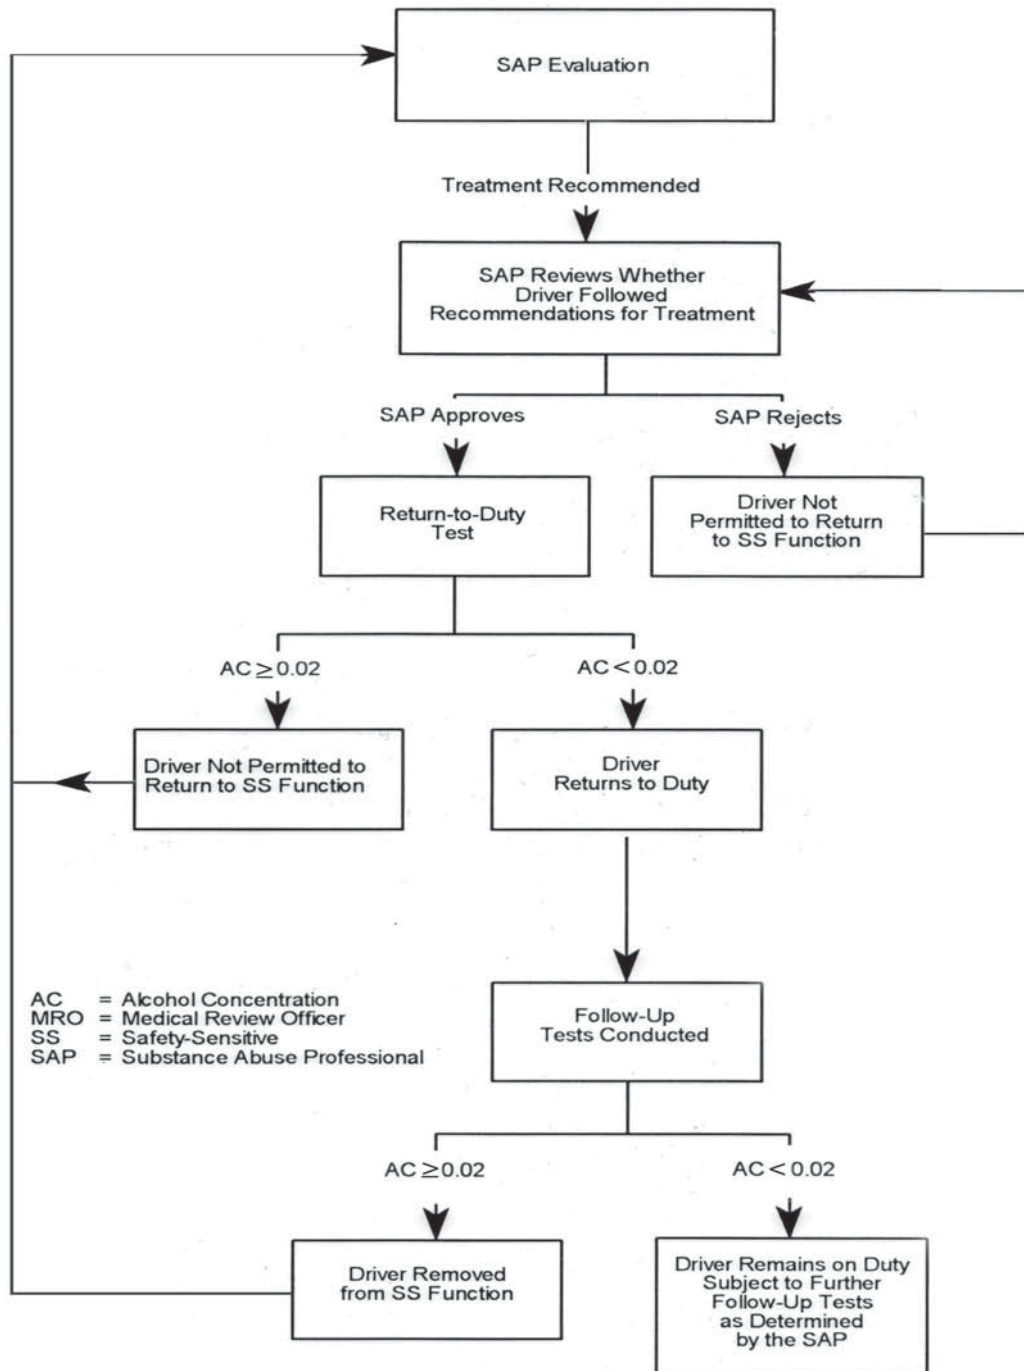 SAP Evaluation
Treatment Recommended
SAP Reviews Whether
Driver Followed
Recommendations for Treatment
SAP Approves
SAP Rejects
Return-to-Duty
Test
Driver Not
Permitted to Return
to SS Function
AC ≥ 0.02
AC < 0.02
Driver Not Permitted to
Return to SS Function
Driver
Returns to Duty
AC = Alcohol Concentration
MRO = Medical Review Officer
SS = Safety-Sensitive
SAP = Substance Abuse Professional
Follow-Up
Tests Conducted
AC ≥ 0.02
AC < 0.02
Driver Removed
from SS Function
Driver Remains on Duty
Subject to Further
Follow-Up Tests
as Determined
by the SAP